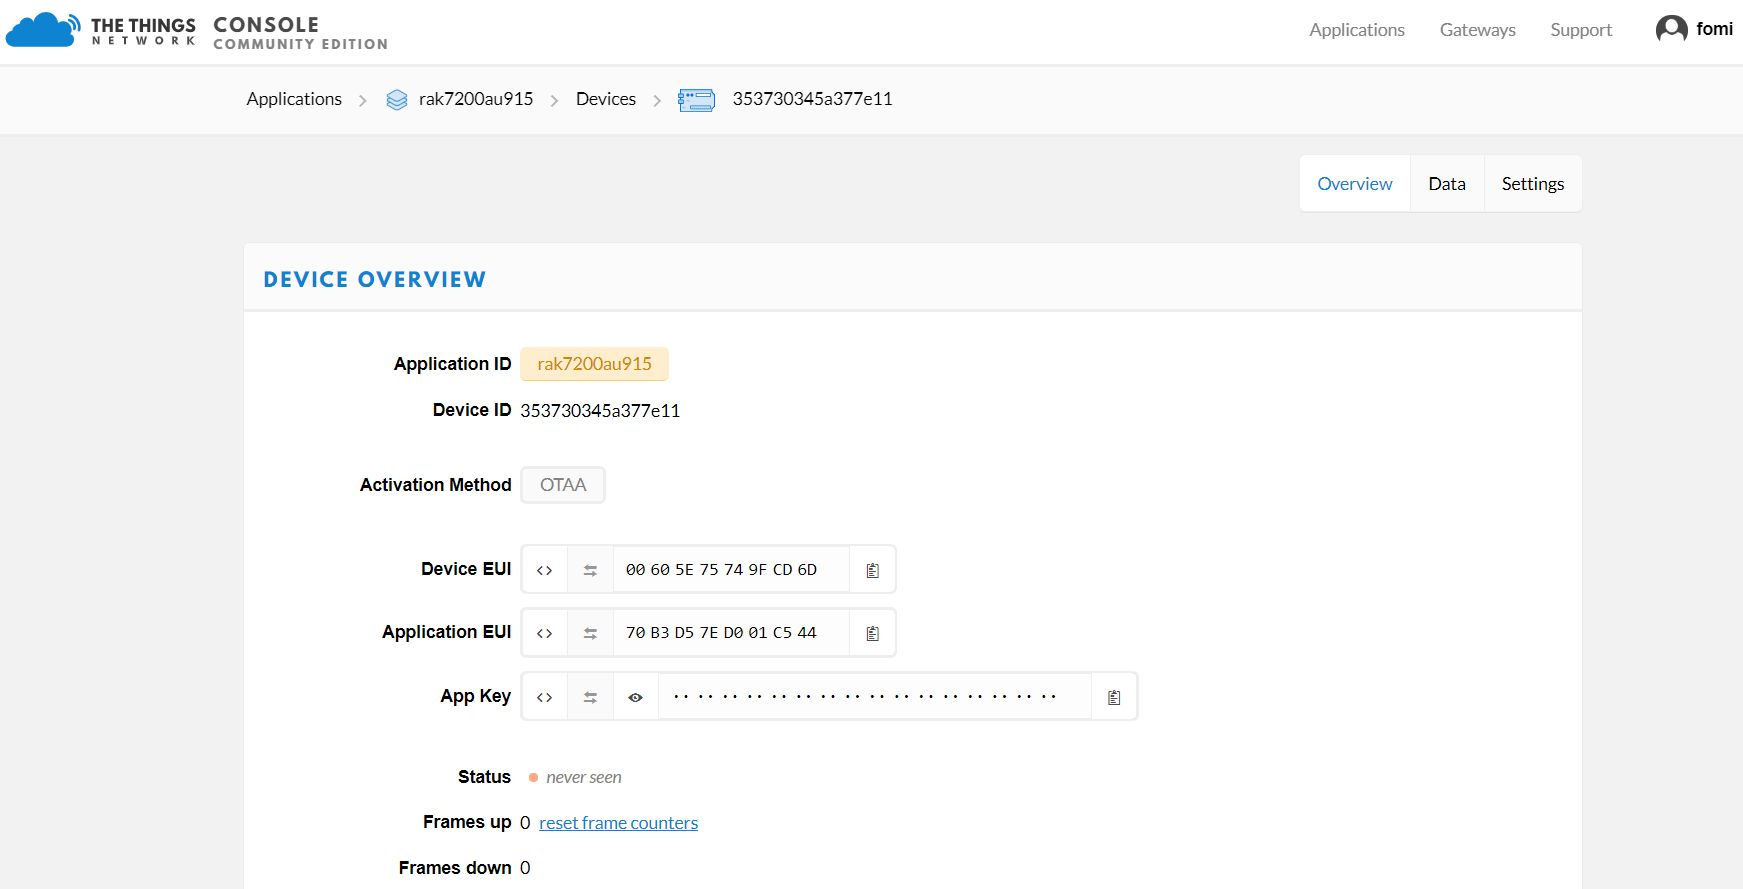 THE THINGS NETWORK CONSOLE COMMUNITY EDITION
Applications Gateways Support fomi
Applications rak7200au915 Devices 353730345a377e11
Overview Data Settings
DEVICE OVERVIEW
Application ID rak7200au915
Device ID 353730345a377e11
Activation Method OTAA
Device EUI <> 00 60 5E 75 74 9F CD 6D
Application EUI <> 70 B3 D5 7E D0 01 C5 44
App Key <>
Status never seen
Frames up 0 reset frame counters
Frames down 0